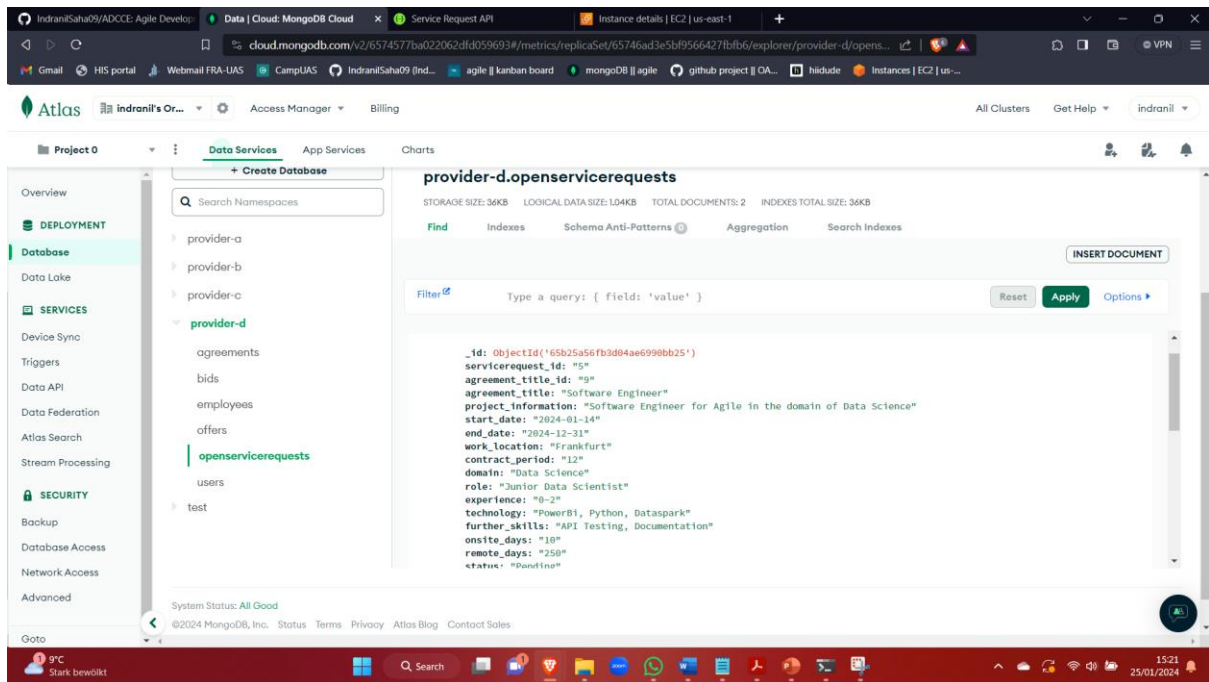 IndranilSaha09/ADCCE: Agile Develop
Data | Cloud: MongoDB Cloud
Service Request API
Instance details | EC2 | us-east-1
cloud.mongodb.com/v2/6574577ba022062dfd059693#/metrics/replicaSet/65746ad3e5bf9566427fbfb6/explorer/provider-d/opens...
VPN
Gmail
HIS portal
Webmail FRA-UAS
CampUAS
IndranilSaha09 (Ind...
agile || kanban board
mongoDB || agile
github project || OA...
hiidude
Instances | EC2 | us-...
Atlas
indranil's Or...
Access Manager
Billing
All Clusters
Get Help
indranil
Project 0
Data Services
App Services
Charts
Overview
DEPLOYMENT
Database
Data Lake
SERVICES
Device Sync
Triggers
Data API
Data Federation
Atlas Search
Stream Processing
SECURITY
Backup
Database Access
Network Access
Advanced
Goto
+ Create Database
Search Namespaces
provider-a
provider-b
provider-c
provider-d
agreements
bids
employees
offers
openservicerequests
users
test
provider-d.openservicerequests
STORAGE SIZE: 36KB LOGICAL DATA SIZE: 1.04KB TOTAL DOCUMENTS: 2 INDEXES TOTAL SIZE: 36KB
Find
Indexes
Schema Anti-Patterns 0
Aggregation
Search Indexes
INSERT DOCUMENT
Filter
Type a query: { field: 'value' }
Reset
Apply
Options
_id: ObjectId('65b25a56fb3d04ae6990bb25')
servicerequest_id: "5"
agreement_title_id: "9"
agreement_title: "Software Engineer"
project_information: "Software Engineer for Agile in the domain of Data Science"
start_date: "2024-01-14"
end_date: "2024-12-31"
work_location: "Frankfurt"
contract_period: "12"
domain: "Data Science"
role: "Junior Data Scientist"
experience: "0-2"
technology: "PowerBi, Python, Dataspark"
further_skills: "API Testing, Documentation"
onsite_days: "10"
remote_days: "250"
status: "Pending"
System Status: All Good
©2024 MongoDB, Inc. Status Terms Privacy Atlas Blog Contact Sales
1
9°C
Stark bewölkt
Search
15:21
25/01/2024